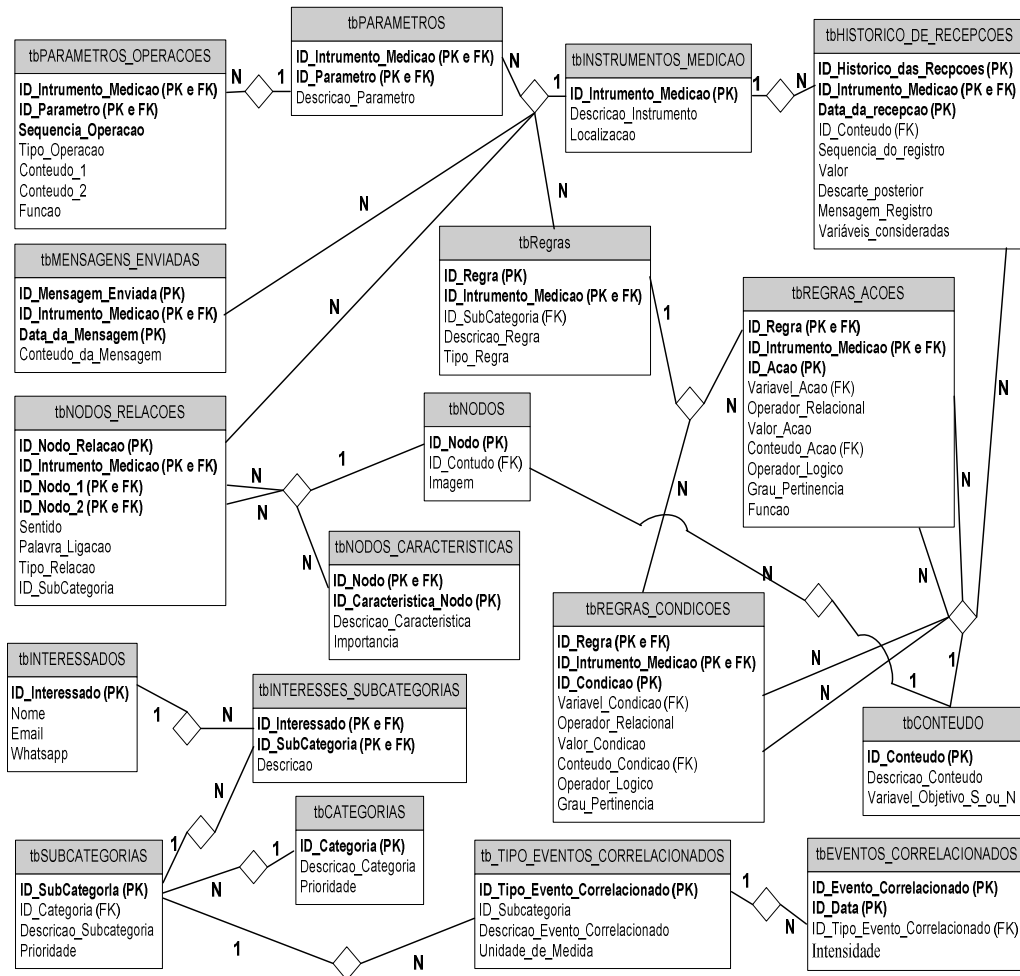 tbPARAMETROS_OPERACOES
ID_Intrumento_Medicao (PK e FK)
ID_Parametro (PK e FK)
Sequencia_Operacao
Tipo_Operacao
Conteudo_1
Conteudo_2
Funcao
N
1
tbPARAMETROS
ID_Intrumento_Medicao (PK e FK)
ID_Parametro (PK e FK)
Descricao_Parametro
N
1
tbINSTRUMENTOS_MEDICAO
ID_Intrumento_Medicao (PK)
Descricao_Instrumento
Localizacao
1
N
tbHISTORICO_DE_RECEPCOES
ID_Historico_das_Recpcoes (PK)
ID_Intrumento_Medicao (PK e FK)
Data_da_recepcao (PK)
ID_Conteudo (FK)
Sequencia_do_registro
Valor
Descarte_posterior
Mensagem_Registro
Variáveis_consideradas
N
N
N
N
tbMENSAGENS_ENVIADAS
ID_Mensagem_Enviada (PK)
ID_Intrumento_Medicao (PK e FK)
Data_da_Mensagem (PK)
Conteudo_da_Mensagem
tbRegras
ID_Regra (PK)
ID_Intrumento_Medicao (PK e FK)
ID_SubCategoria (FK)
Descricao_Regra
Tipo_Regra
1
N
N
tbREGRAS_ACOES
ID_Regra (PK e FK)
ID_Intrumento_Medicao (PK e FK)
ID_Acao (PK)
Variavel_Acao (FK)
Operador_Relacional
Valor_Acao
Conteudo_Acao (FK)
Operador_Logico
Grau_Pertinencia
Funcao
N
N
tbNODOS_RELACOES
ID_Nodo_Relacao (PK)
ID_Intrumento_Medicao (PK e FK)
ID_Nodo_1 (PK e FK)
ID_Nodo_2 (PK e FK)
Sentido
Palavra_Ligacao
Tipo_Relacao
ID_SubCategoria
N
N
1
N
tbNODOS
ID_Nodo (PK)
ID_Contudo (FK)
Imagem
N
1
tbNODOS_CARACTERISTICAS
ID_Nodo (PK e FK)
ID_Caracteristica_Nodo (PK)
Descricao_Caracteristica
Importancia
tbREGRAS_CONDICOES
ID_Regra (PK e FK)
ID_Intrumento_Medicao (PK e FK)
ID_Condicao (PK)
Variavel_Condicao (FK)
Operador_Relacional
Valor_Condicao
Conteudo_Condicao (FK)
Operador_Logico
Grau_Pertinencia
N
N
1
tbCONTEUDO
ID_Conteudo (PK)
Descricao_Conteudo
Variavel_Objetivo_S_ou_N
tbINTERESSADOS
ID_Interessado (PK)
Nome
Email
Whatsapp
1
N
tbINTERESSES_SUBCATEGORIAS
ID_Interessado (PK e FK)
ID_SubCategoria (PK e FK)
Descricao
N
1
tbSUBCATEGORIAS
ID_SubCategorIa (PK)
ID_Categoria (FK)
Descricao_Subcategoria
Prioridade
N
1
tbCATEGORIAS
ID_Categoria (PK)
Descricao_Categoria
Prioridade
1
N
tb_TIPO_EVENTOS_CORRELACIONADOS
ID_Tipo_Evento_Correlacionado (PK)
ID_Subcategoria
Descricao_Evento_Correlacionado
Unidade_de_Medida
1
N
tbEVENTOS_CORRELACIONADOS
ID_Evento_Correlacionado (PK)
ID_Data (PK)
ID_Tipo_Evento_Correlacionado (FK)
Intensidade